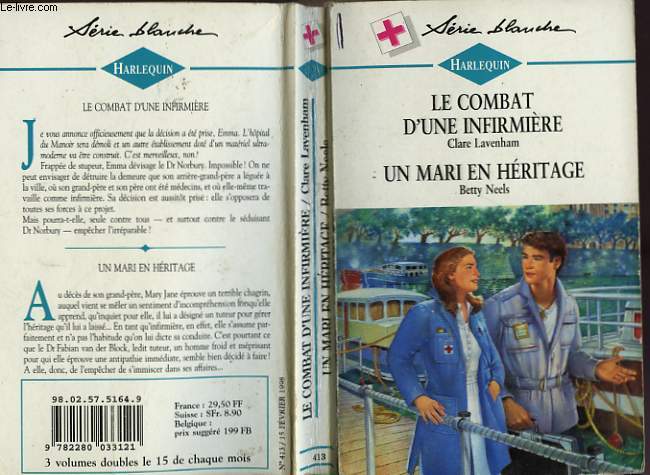 Le-livre.com
Série blanche
HARLEQUIN
LE COMBAT D'UNE INFIRMIÈRE
Je vous annonce officieusement que la décision a été prise, Emma. L'hôpital
du Manoir sera démoli et un autre établissement doté d'un matériel ultra-
moderne va être construit. C'est merveilleux, non?
Frappée de stupeur, Emma dévisage le Dr Norbury. Impossible! On ne
peut envisager de détruire la demeure que son arrière-grand-père a léguée à
la ville, où son grand-père et son père ont été médecins, et où elle-même tra-
vaille comme infirmière. Sa décision est aussitôt prise : elle s'opposera de
toutes ses forces à ce projet.
Mais pourra-t-elle, seule contre tous — et surtout contre le séduisant
Dr Norbury — empêcher l'irréparable!
UN MARI EN HÉRITAGE
Au décès de son grand-père, Mary Jane éprouve un terrible chagrin,
auquel vient se mêler un sentiment d'incompréhension lorsqu'elle
apprend, qu'inquiet pour elle, il lui a désigné un tuteur pour gérer
l'héritage qu'il lui a laissé... En tant qu'infirmière, en effet, elle s'assume par-
faitement et n'a pas l'habitude qu'on lui dicte sa conduite. C'est pourtant ce
que le Dr Fabian van der Block, ledit tuteur, un homme froid et méprisant
pour qui elle éprouve une antipathie immédiate, semble bien décidé à faire!
A elle, donc, de l'empêcher de s'immiscer dans ses affaires...
98.02.57.5164.9
9 782280 033121
France : 29,50 FF
Suisse : SFr. 8.90
Belgique :
prix suggéré 199 FB
3 volumes doubles le 15 de chaque mois
LE COMBAT D'UNE INFIRMIÈRE / Clare Lavenham
UN MARI EN HÉRITAGE / Betty Neels
N° 413 / 15 FÉVRIER 1998
413
Série blanche
HARLEQUIN
LE COMBAT
D'UNE INFIRMIÈRE
Clare Lavenham
UN MARI EN HÉRITAGE
Betty Neels